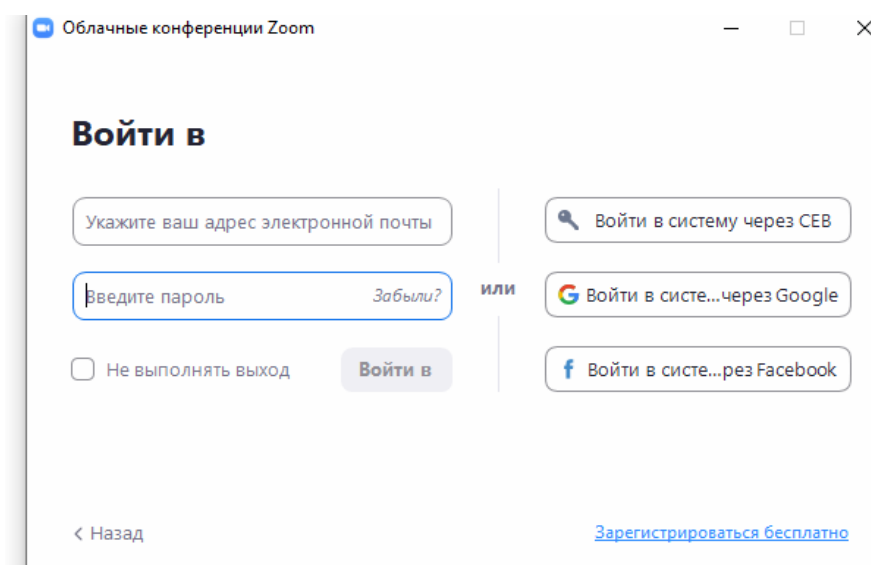 Облачные конференции Zoom
Войти в
Укажите ваш адрес электронной почты
Введите пароль
Забыли?
Не выполнять выход
Войти в
или
Войти в систему через СЕВ
Войти в систе...через Google
f Войти в систе...рез Facebook
< Назад
Зарегистрироваться бесплатно